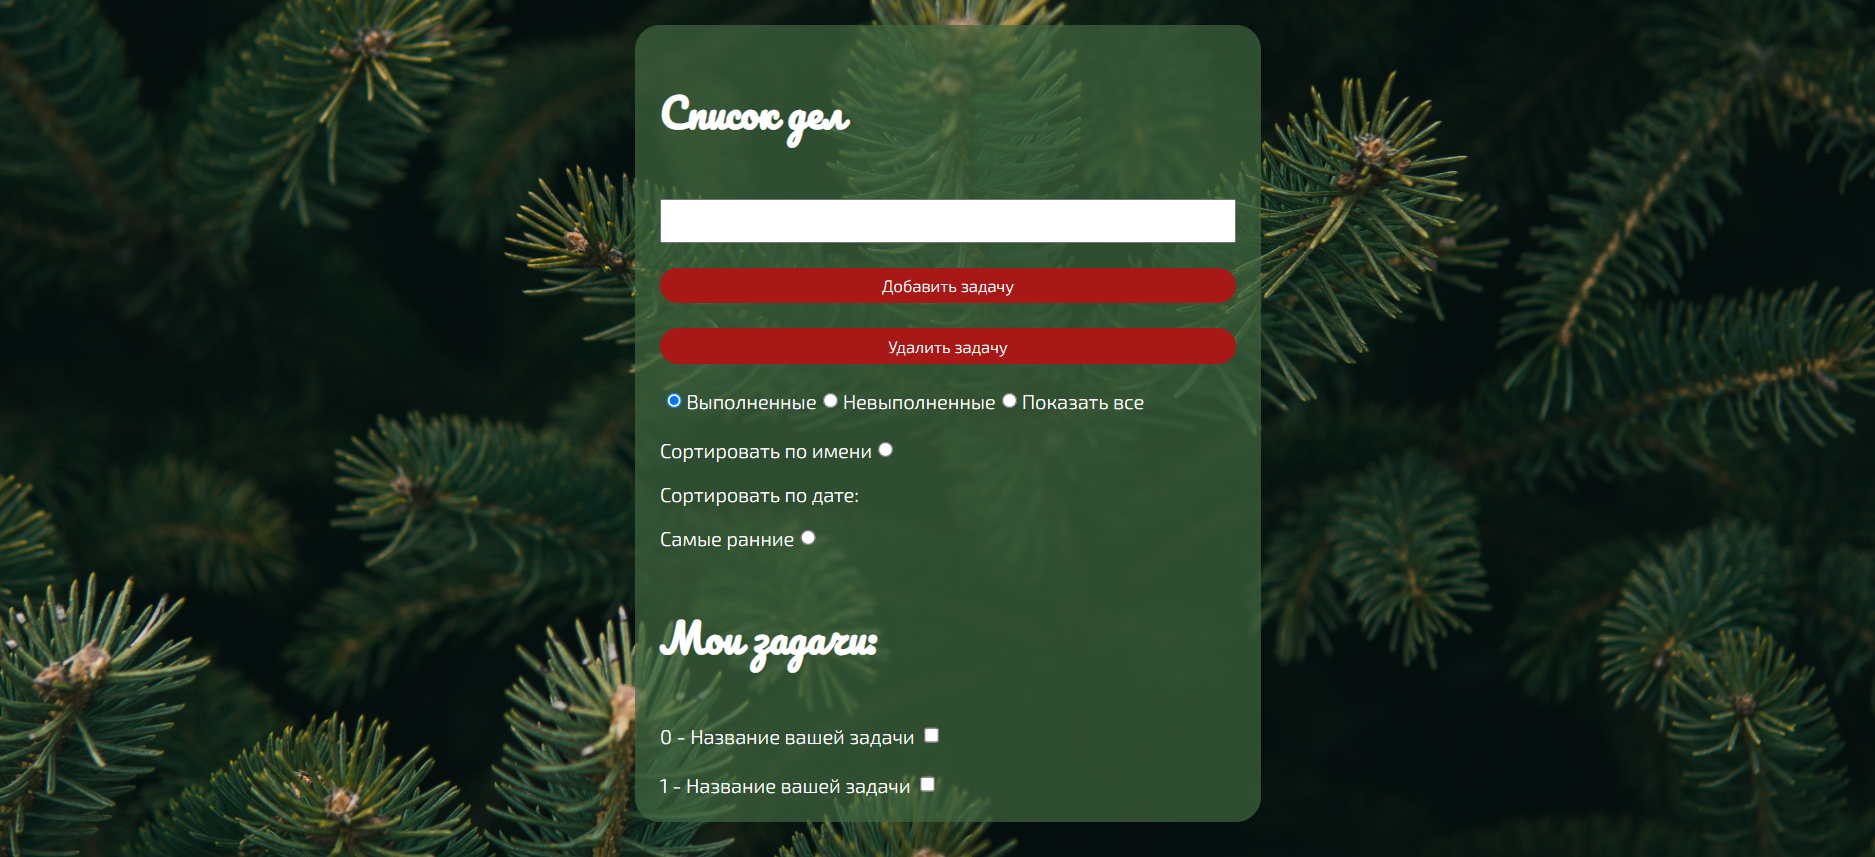 Список дел
Добавить задачу
Удалить задачу
Выполненные Невыполненные Показать все
Сортировать по имени
Сортировать по дате:
Самые ранние
Мои задачи:
0 - Название вашей задачи
1 - Название вашей задачи